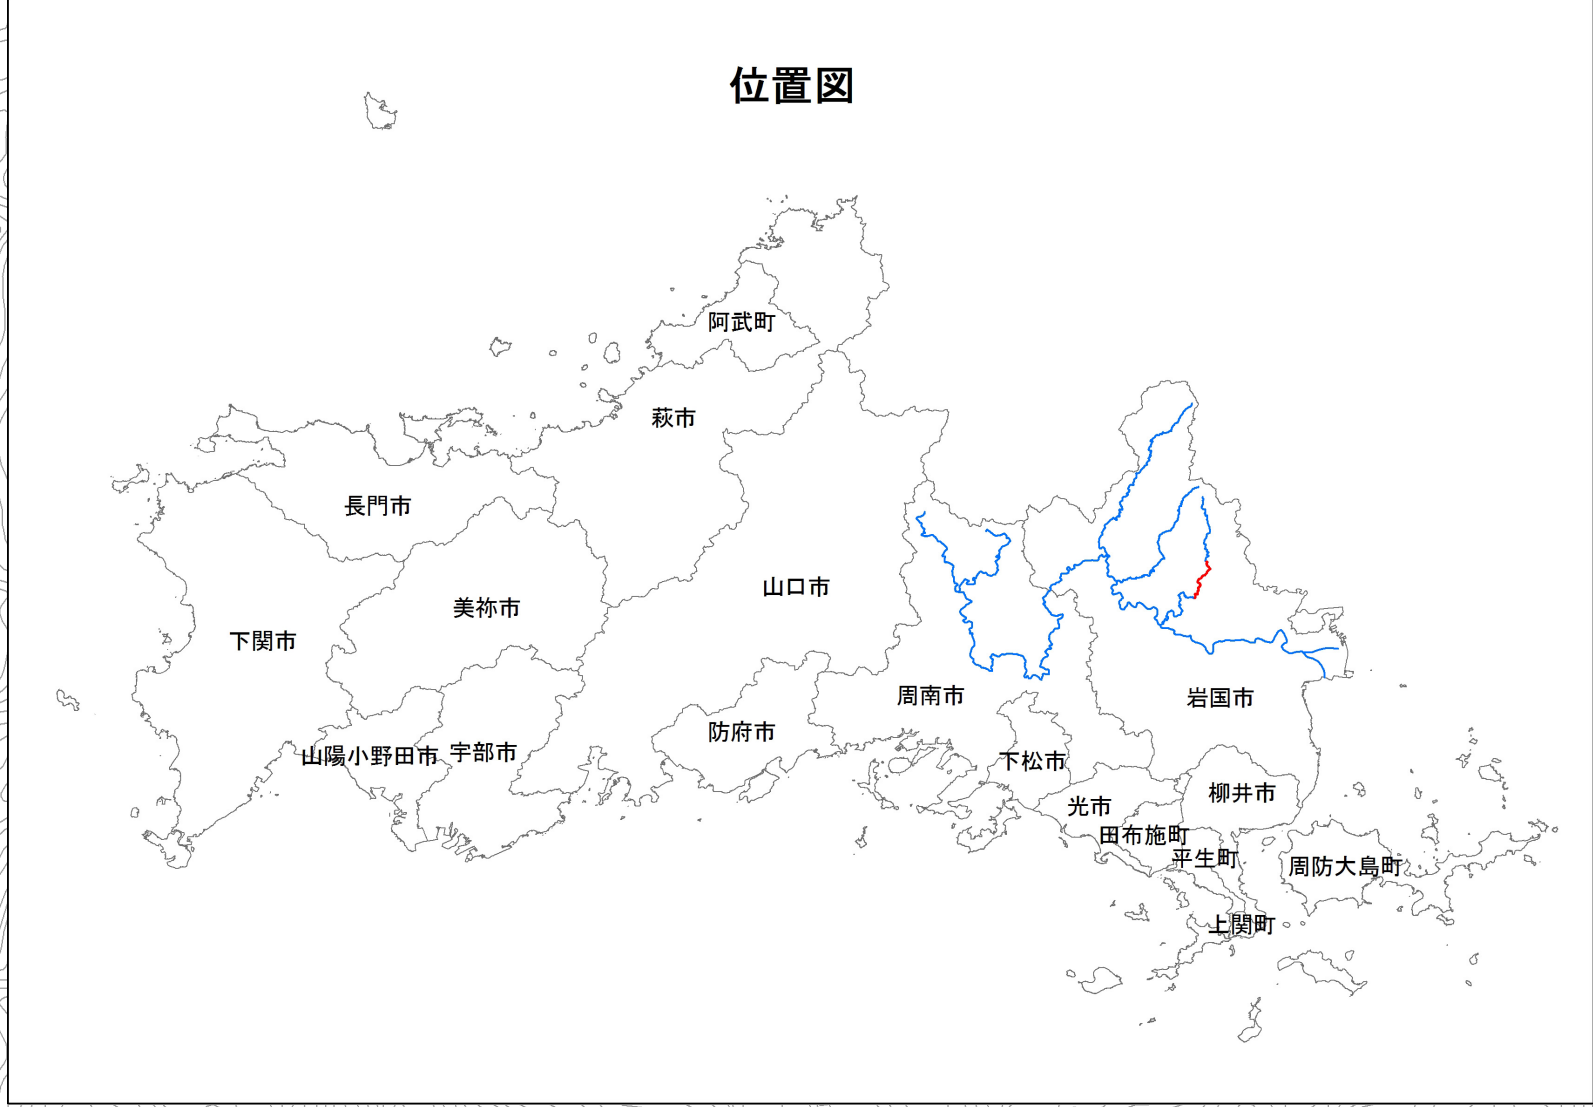 位置図
阿武町
萩市
長門市
山口市
美祢市
下関市
周南市
岩国市
防府市
宇部市
山陽小野田市
下松市
柳井市
光市
田布施町
平生町
周防大島町
上関町